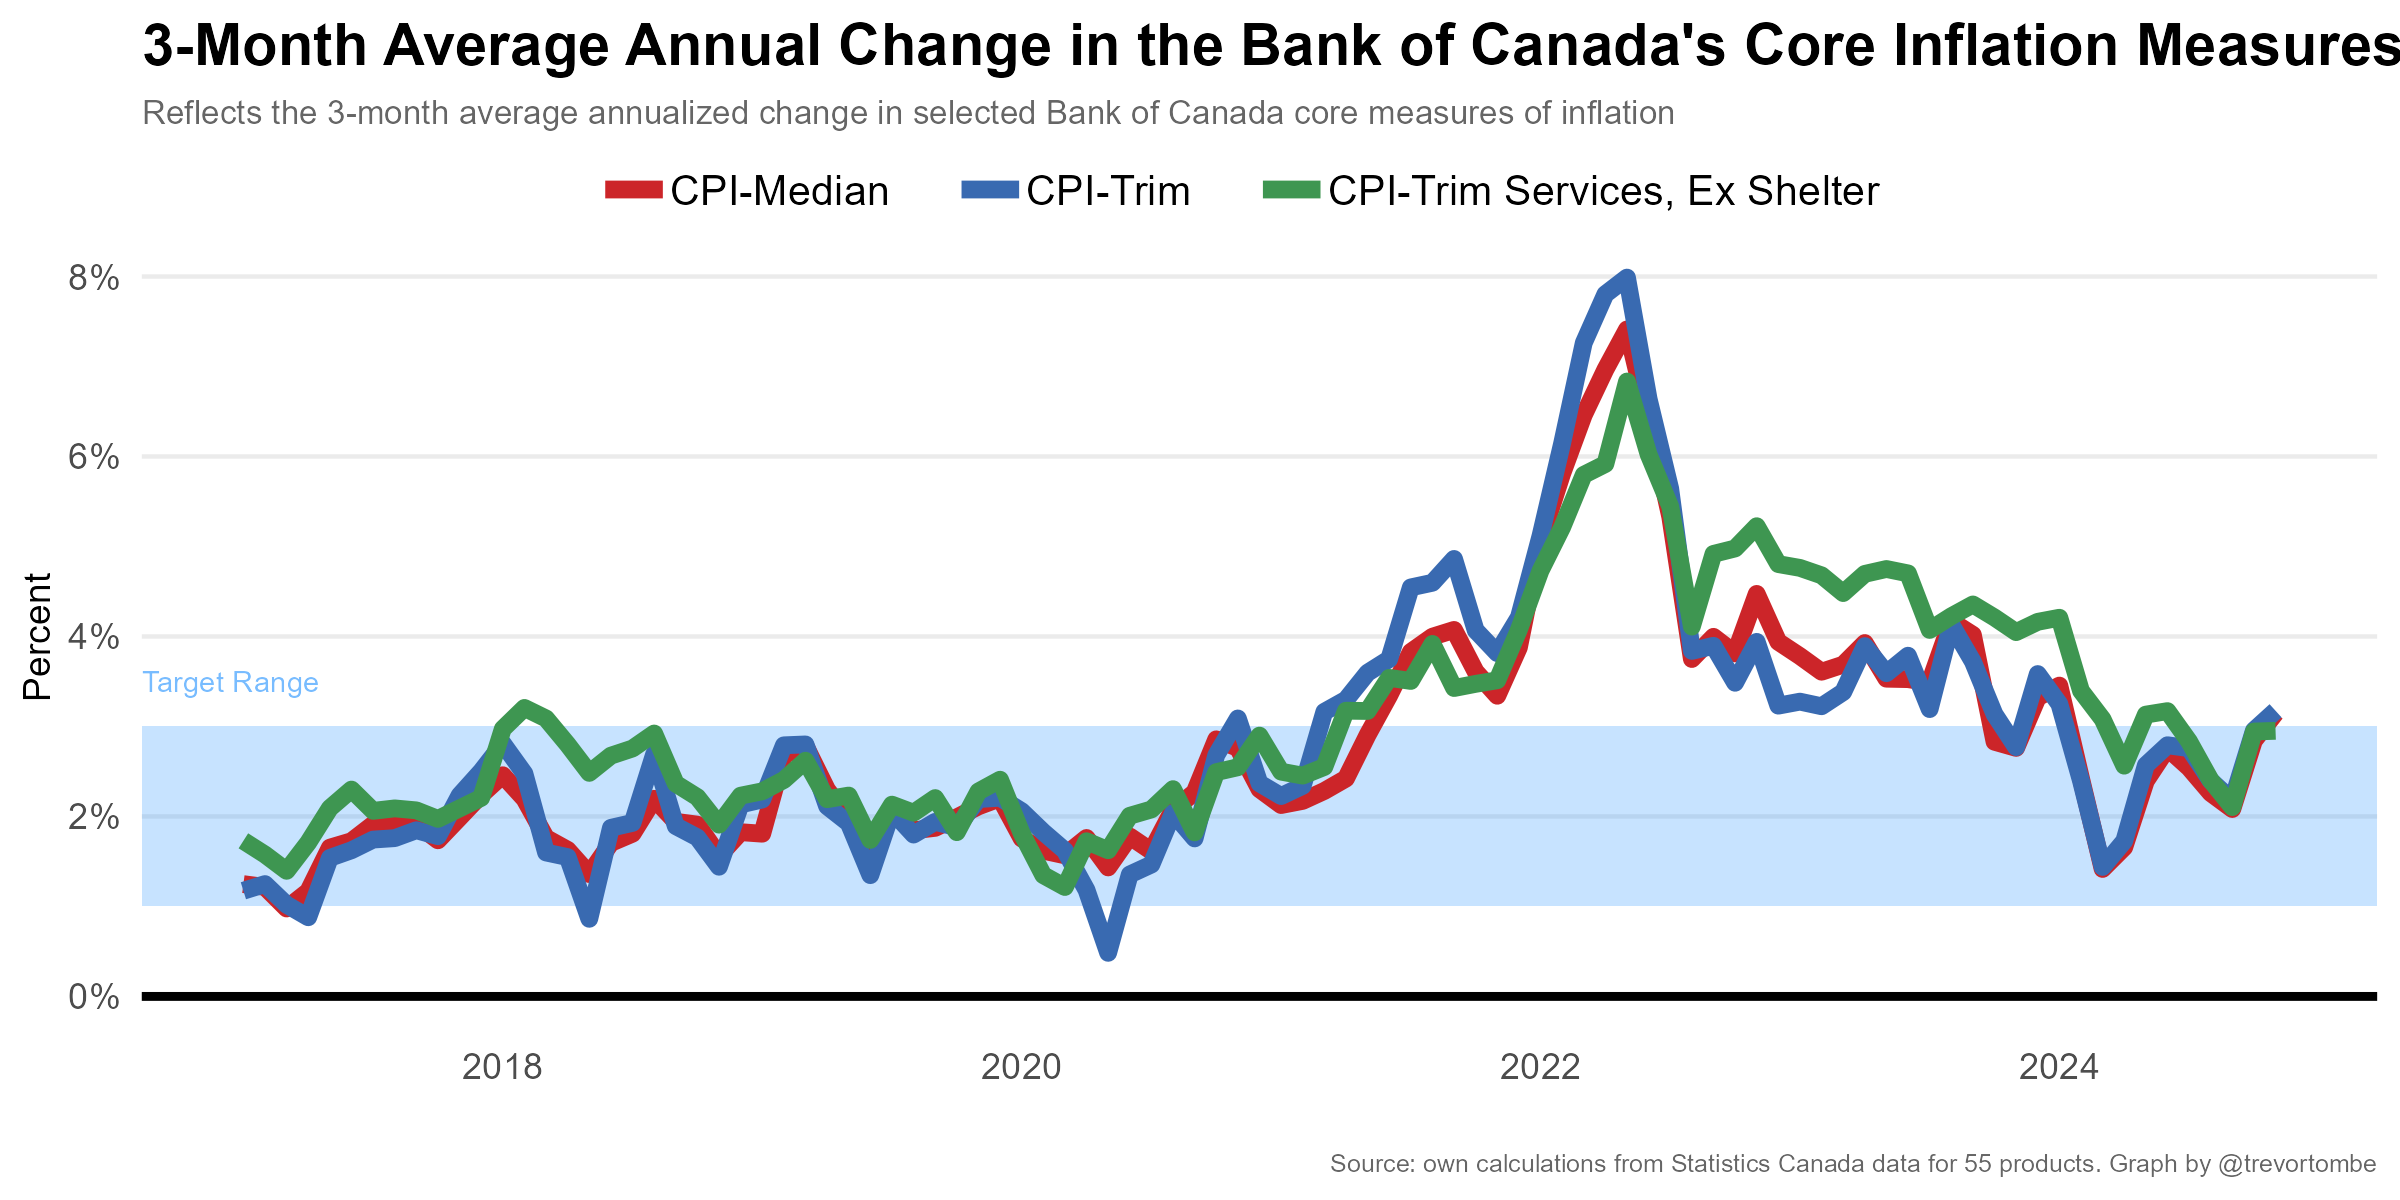 3-Month Average Annual Change in the Bank of Canada's Core Inflation Measures
Reflects the 3-month average annualized change in selected Bank of Canada core measures of inflation
CPI-Median CPI-Trim CPI-Trim Services, Ex Shelter
8%
6%
4%
Target Range
2%
0%
Percent
2018 2020 2022 2024
Source: own calculations from Statistics Canada data for 55 products. Graph by @trevortombe